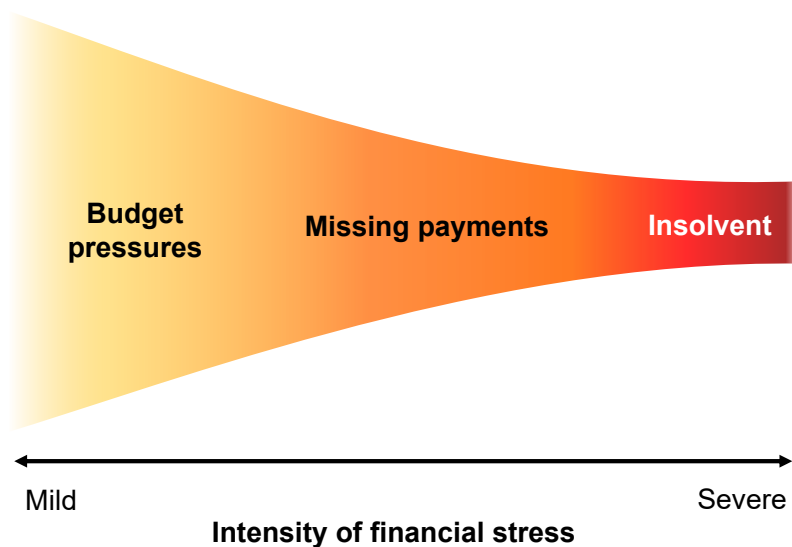 Budget
pressures
Missing payments
Insolvent
Mild
Severe
Intensity of financial stress